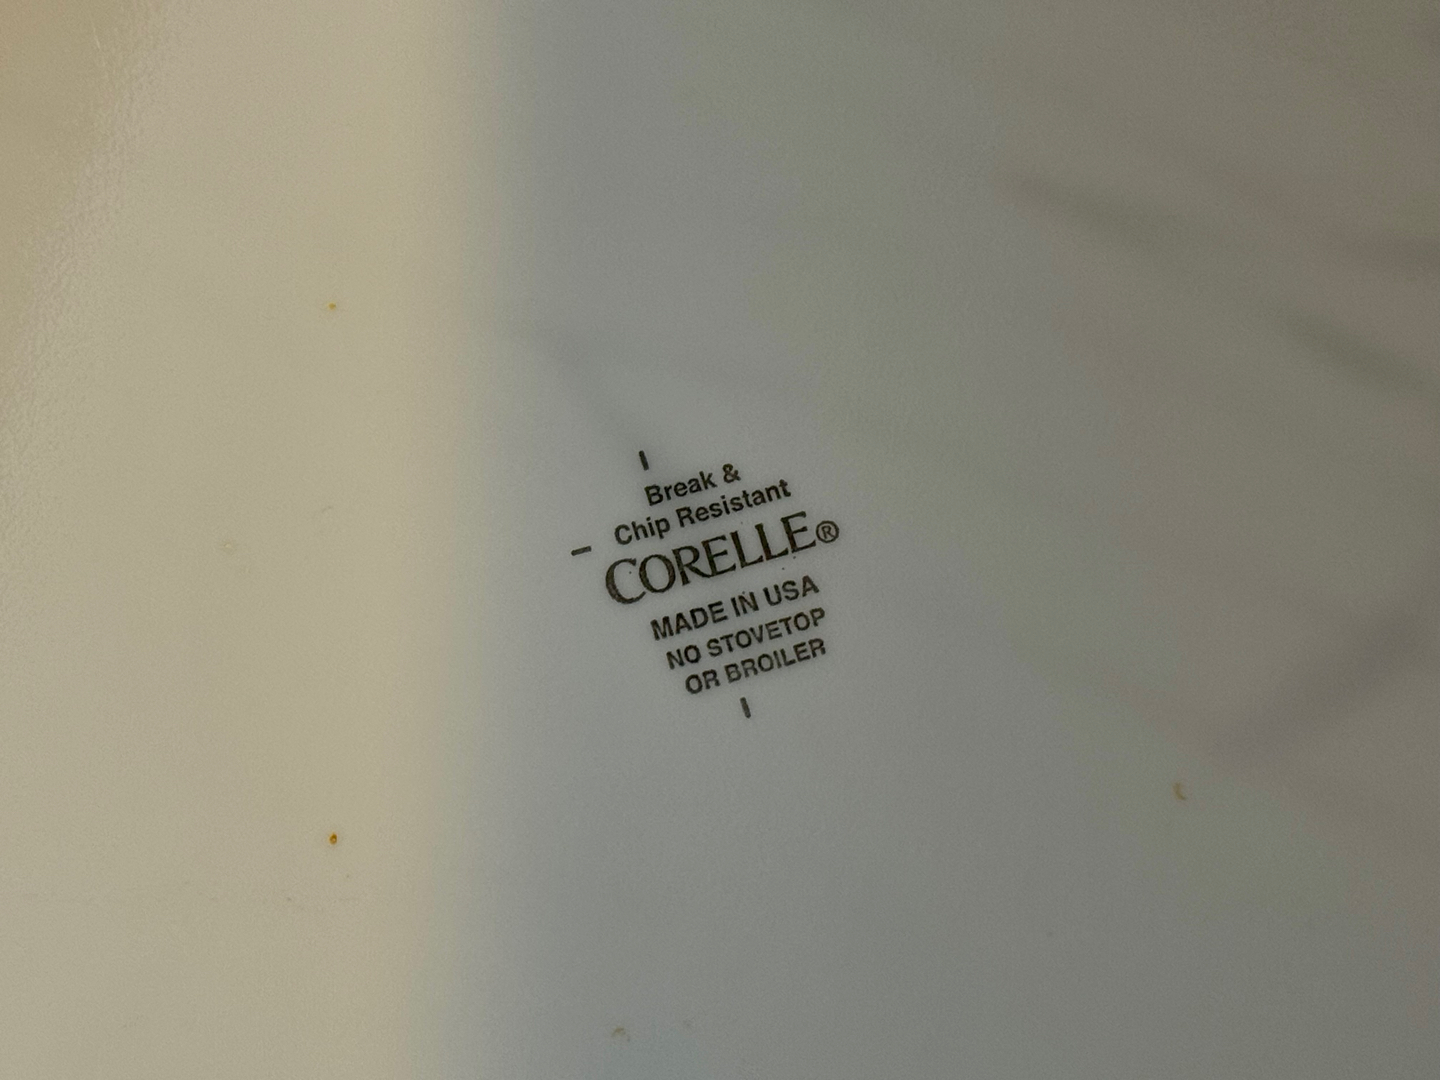 Break &
Chip Resistant
CORELLE®
MADE IN USA
NO STOVETOP
OR BROILER